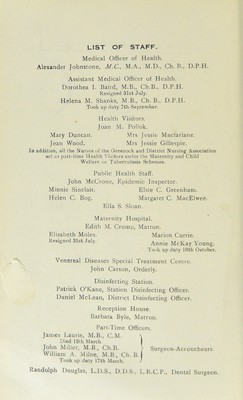 LIST OF STAFF.
Medical Officer of Health.
Alexander Johnstone, M.C., M.A., M.D., Ch. B., D.P.H.
Assistant Medical Officer of Health.
Dorothea I. Baird, M.B., Ch.B., D.P.H.
Resigned 31st July.
Helena M. Shanks, M.B., Ch. B., D.P.H.
Took up duty 7th September.
Health Visitors.
Joan M. Pollok.
Mary Duncan. Mrs Jessie Macfarlane.
Jean Wood. Mrs Jessie Gillespie.
In addition, all the Nurses of the Greenock and District Nursing Association
act as part-time Health Visitors under the Maternity and Child
Welfare or Tuberculosis Schemes.
Public Health Staff.
John McCrone, Epidemic Inspector.
Minnie Sinclair. Elsie C. Greenham.
Helen C. Bog. Margaret C. MacElwee.
Ella S. Sloan.
Maternity Hospital.
Edith M. Cromp, Matron.
Elizabeth Moles. Marion Currie.
Resigned 31st July. Annie McKay Young.
Took up duty 10th October.
Venereal Diseases Special Treatment Centre.
John Carson, Orderly.
Disinfecting Station.
Patrick O'Kane, Station Disinfecting Officer.
Daniel McLean, District Disinfecting Officer.
Reception House.
Barbara Byle, Matron.
Part-Time Officers.
James Laurie, M.B., C.M.
Died 18th March.
John Miller, M.B., Ch.B. Surgeon-Accoucheurs.
William A. Milne, M.B., Ch. B.
Took up duty 17th March.
Randolph Douglas, L.D.S., D.D.S., L.R.C.P., Dental Surgeon.